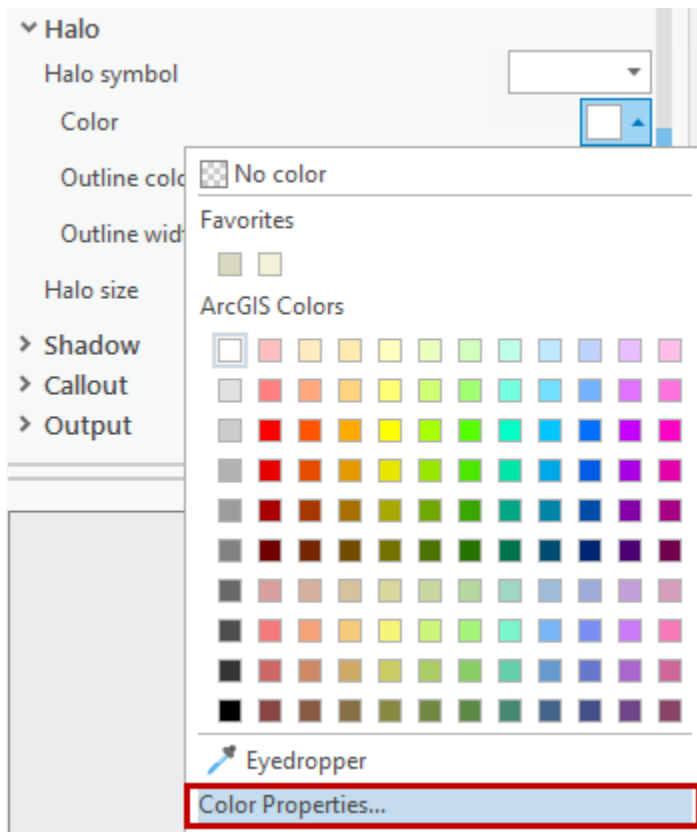 Halo
Halo symbol
Color
No color
Outline colo
Favorites
Outline widt
Halo size
ArcGIS Colors
Shadow
Callout
Output
Eyedropper
Color Properties...